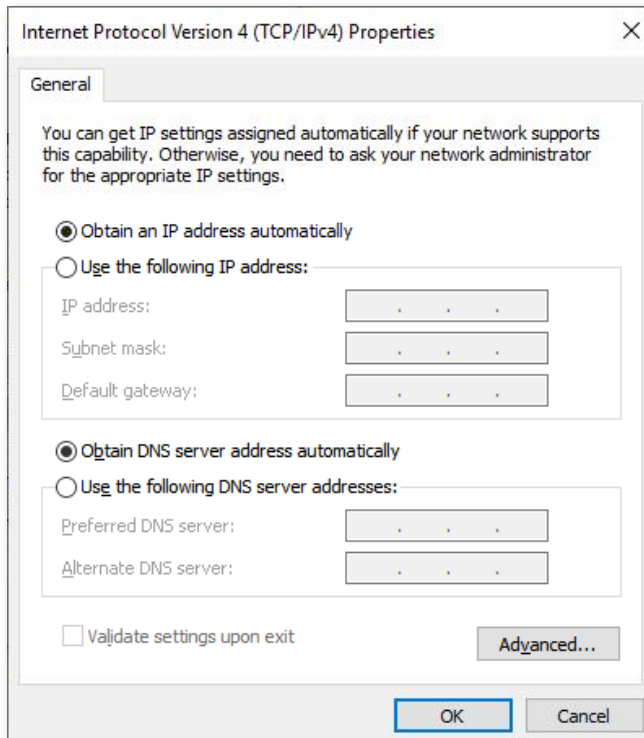 Internet Protocol Version 4 (TCP/IPv4) Properties
General
You can get IP settings assigned automatically if your network supports
this capability. Otherwise, you need to ask your network administrator
for the appropriate IP settings.
Obtain an IP address automatically
Use the following IP address:
IP address:
Subnet mask:
Default gateway:
Obtain DNS server address automatically
Use the following DNS server addresses:
Preferred DNS server:
Alternate DNS server:
Validate settings upon exit
Advanced...
OK
Cancel